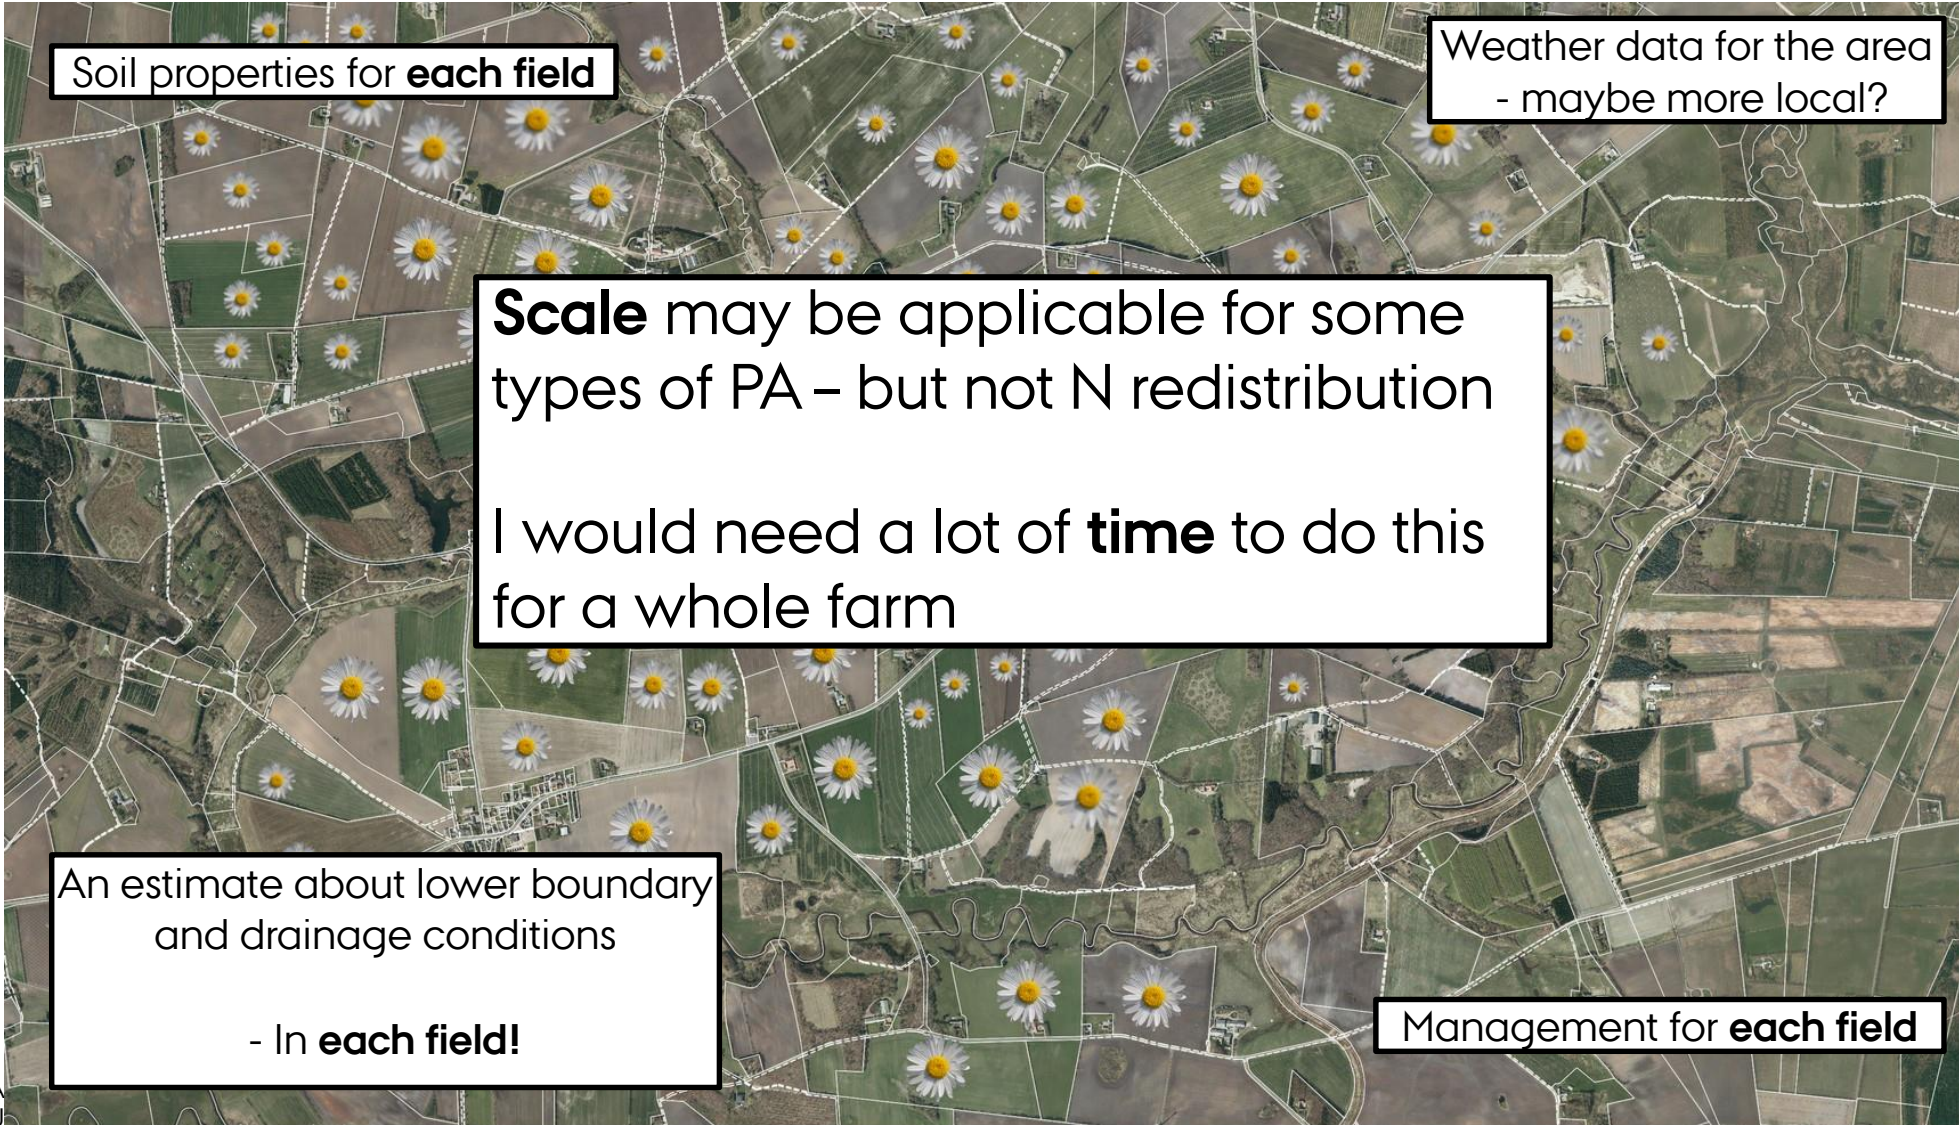 Soil properties for each field
Weather data for the area
- maybe more local?
Scale may be applicable for some
types of PA – but not N redistribution
I would need a lot of time to do this
for a whole farm
An estimate about lower boundary
and drainage conditions
- In each field!
Management for each field